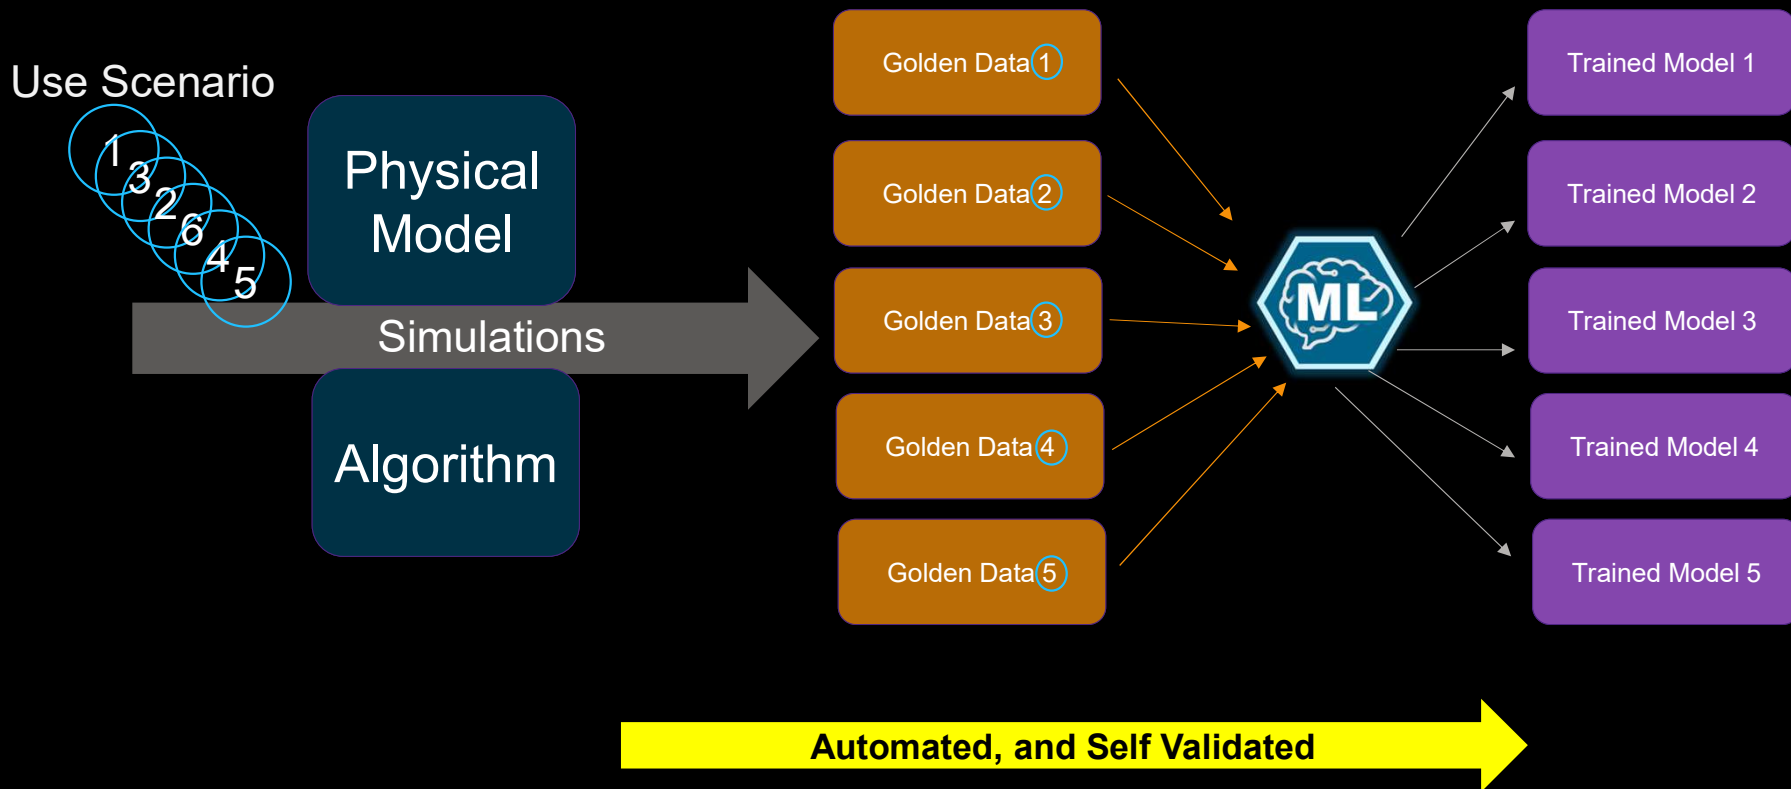 Use Scenario
1
3
2
6
4
5
Physical
Model
Simulations
Algorithm
Golden Data 1
Golden Data 2
Golden Data 3
Golden Data 4
Golden Data 5
ML
Trained Model 1
Trained Model 2
Trained Model 3
Trained Model 4
Trained Model 5
Automated, and Self Validated